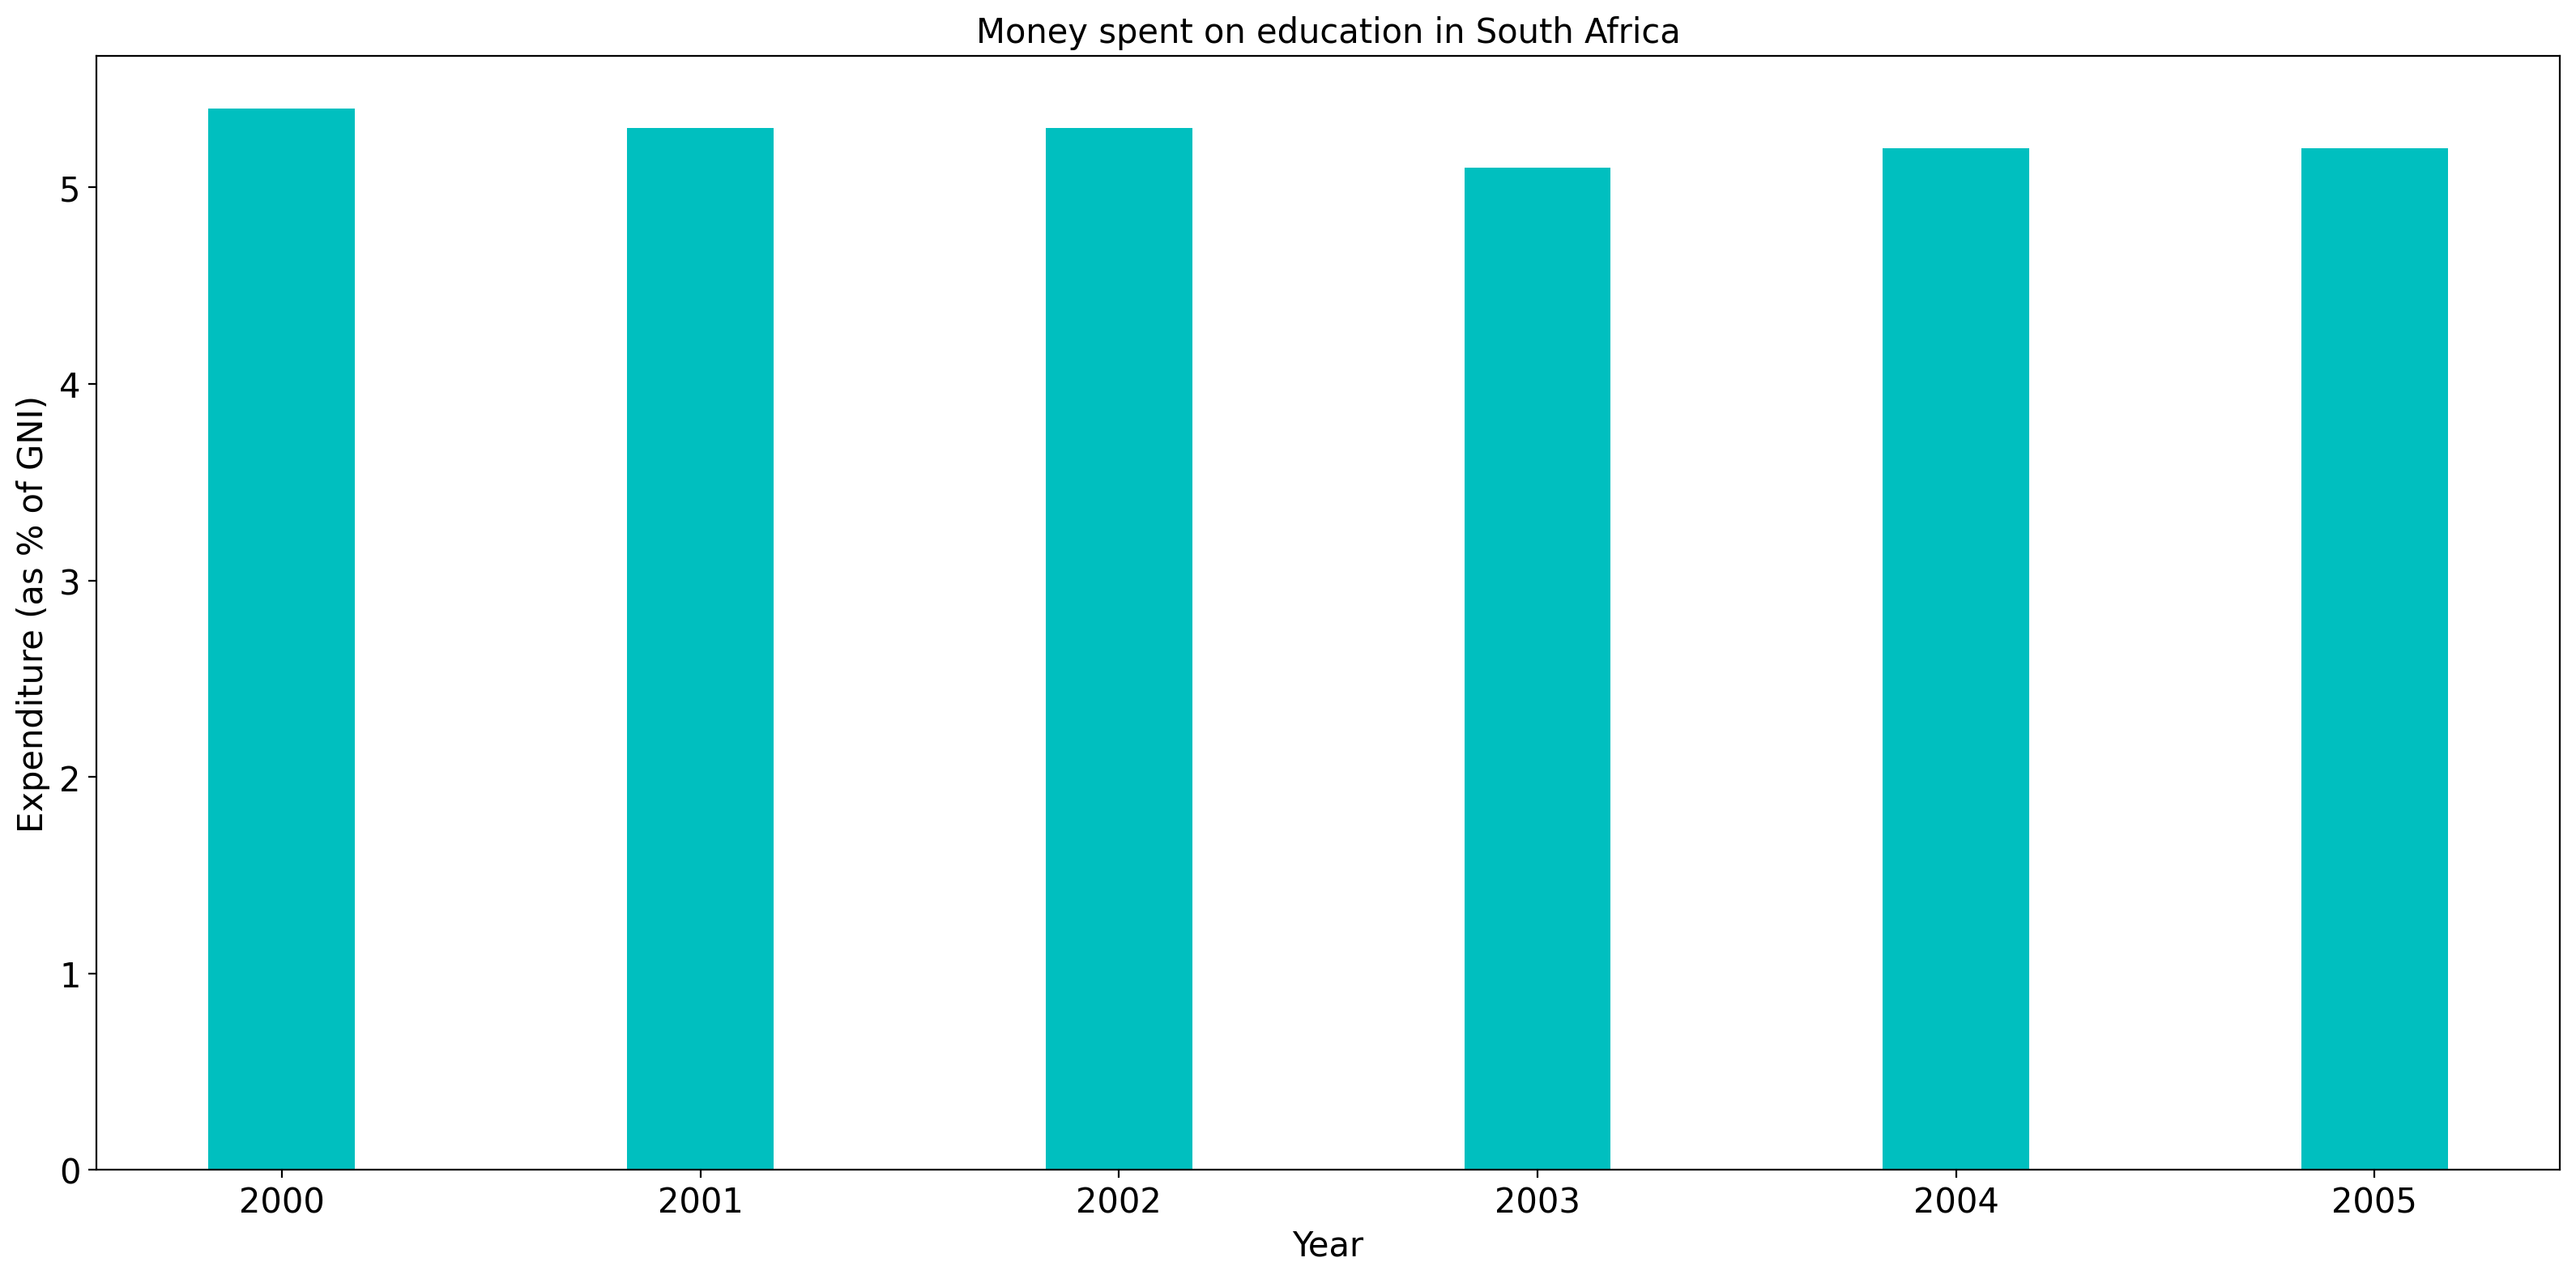 Money spent on education in South Africa
Expenditure (as % of GNI)
5
4
3
2
1
0
2000 2001 2002 2003 2004 2005
Year